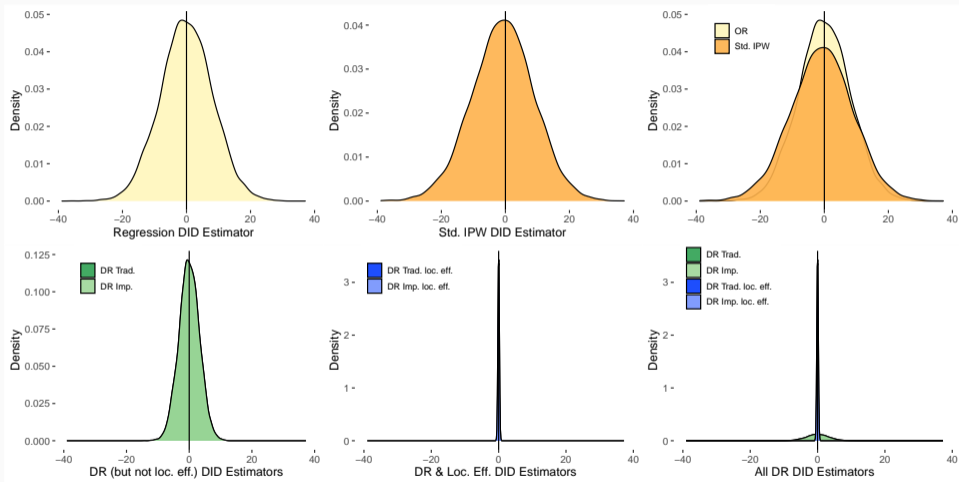 0.05
0.04
0.03
0.02
0.01
0.00
Density
−40 −20 0 20 40
Regression DID Estimator
0.04
0.03
0.02
0.01
0.00
Density
−40 −20 0 20 40
Std. IPW DID Estimator
0.05
0.04
0.03
0.02
0.01
0.00
Density
OR
Std. IPW
−40 −20 0 20 40
0.125
0.100
0.075
0.050
0.025
0.000
Density
DR Trad.
DR Imp.
−40 −20 0 20 40
DR (but not loc. eff.) DID Estimators
3
2
1
0
Density
DR Trad. loc. eff.
DR Imp. loc. eff.
−40 −20 0 20 40
DR & Loc. Eff. DID Estimators
3
2
1
0
Density
DR Trad.
DR Imp.
DR Trad. loc. eff.
DR Imp. loc. eff.
−40 −20 0 20 40
All DR DID Estimators